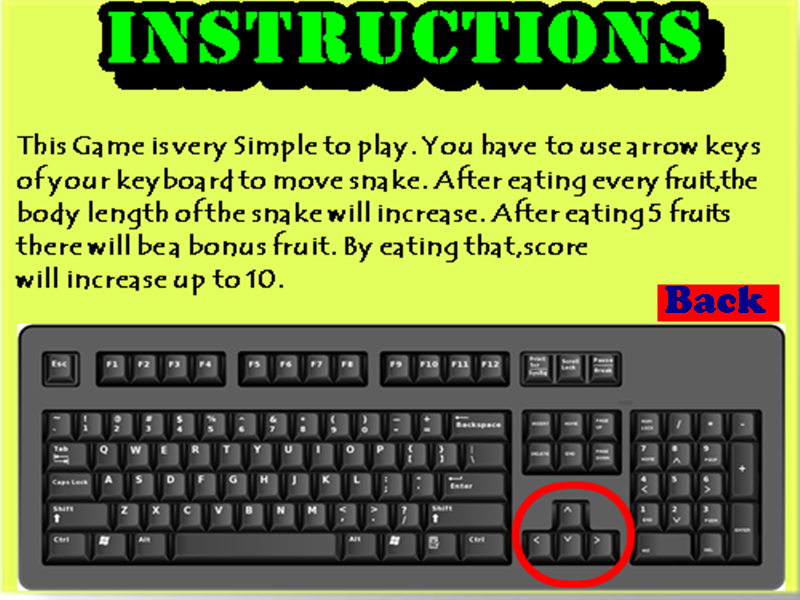 INSTRUCTIONS
This Game is very Simple to play. You have to use arrow keys
of your keyboard to move snake. After eating every fruit,the
body length of the snake will increase. After eating 5 fruits
there will be a bonus fruit. By eating that,score
will increase up to 10.
Back
Esc F1 F2 F3 F4 F5 F6 F7 F8 F9 F10 F11 F12 Print Scr SysRq Scroll Lock Pause Break
~ ! 1 @ 2 # 3 $ 4 % 5 ^ 6 & 7 * 8 ( 9 ) 0 - + = Backspace INSERT HOME PAGE UP NUM LOCK / * -
Tab Q W E R T Y U I O P { [ } ] | \ DELETE END PAGE DOWN 7 HOME 8 ^ 9 PGUP +
Caps Lock A S D F G H J K L : ; " Enter 4 < 5 6 >
Shift Z X C V B N M < , > . ? / Shift ^ 1 END 2 v 3 PGDN ENTER
Ctrl Alt Alt Ctrl < v > INS DEL